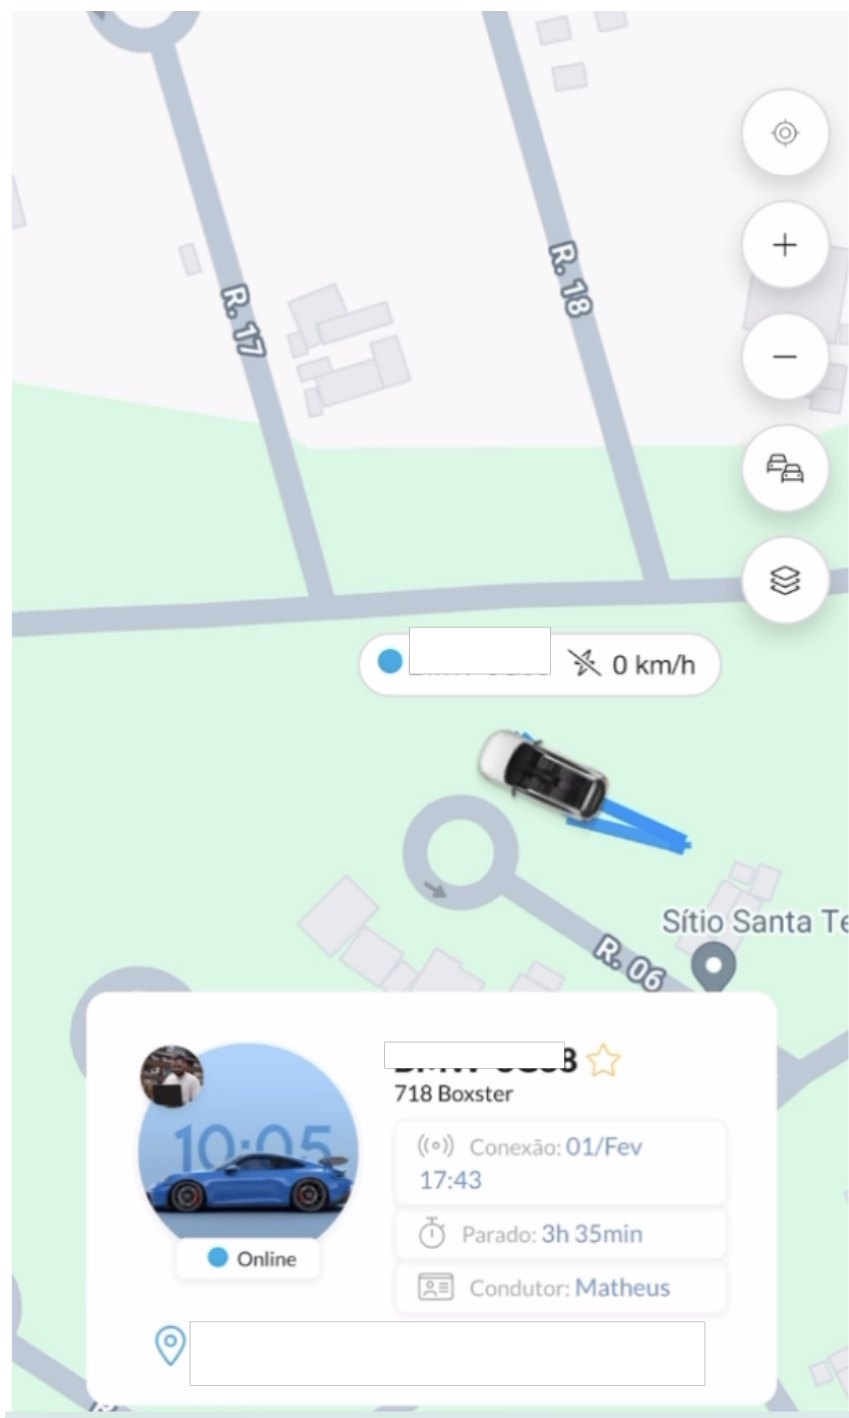 R. 17
R. 18
0 km/h
Sítio Santa Te
R. 06
718 Boxster
10:05
Conexão: 01/Fev
17:43
Parado: 3h 35min
Online
Condutor: Matheus